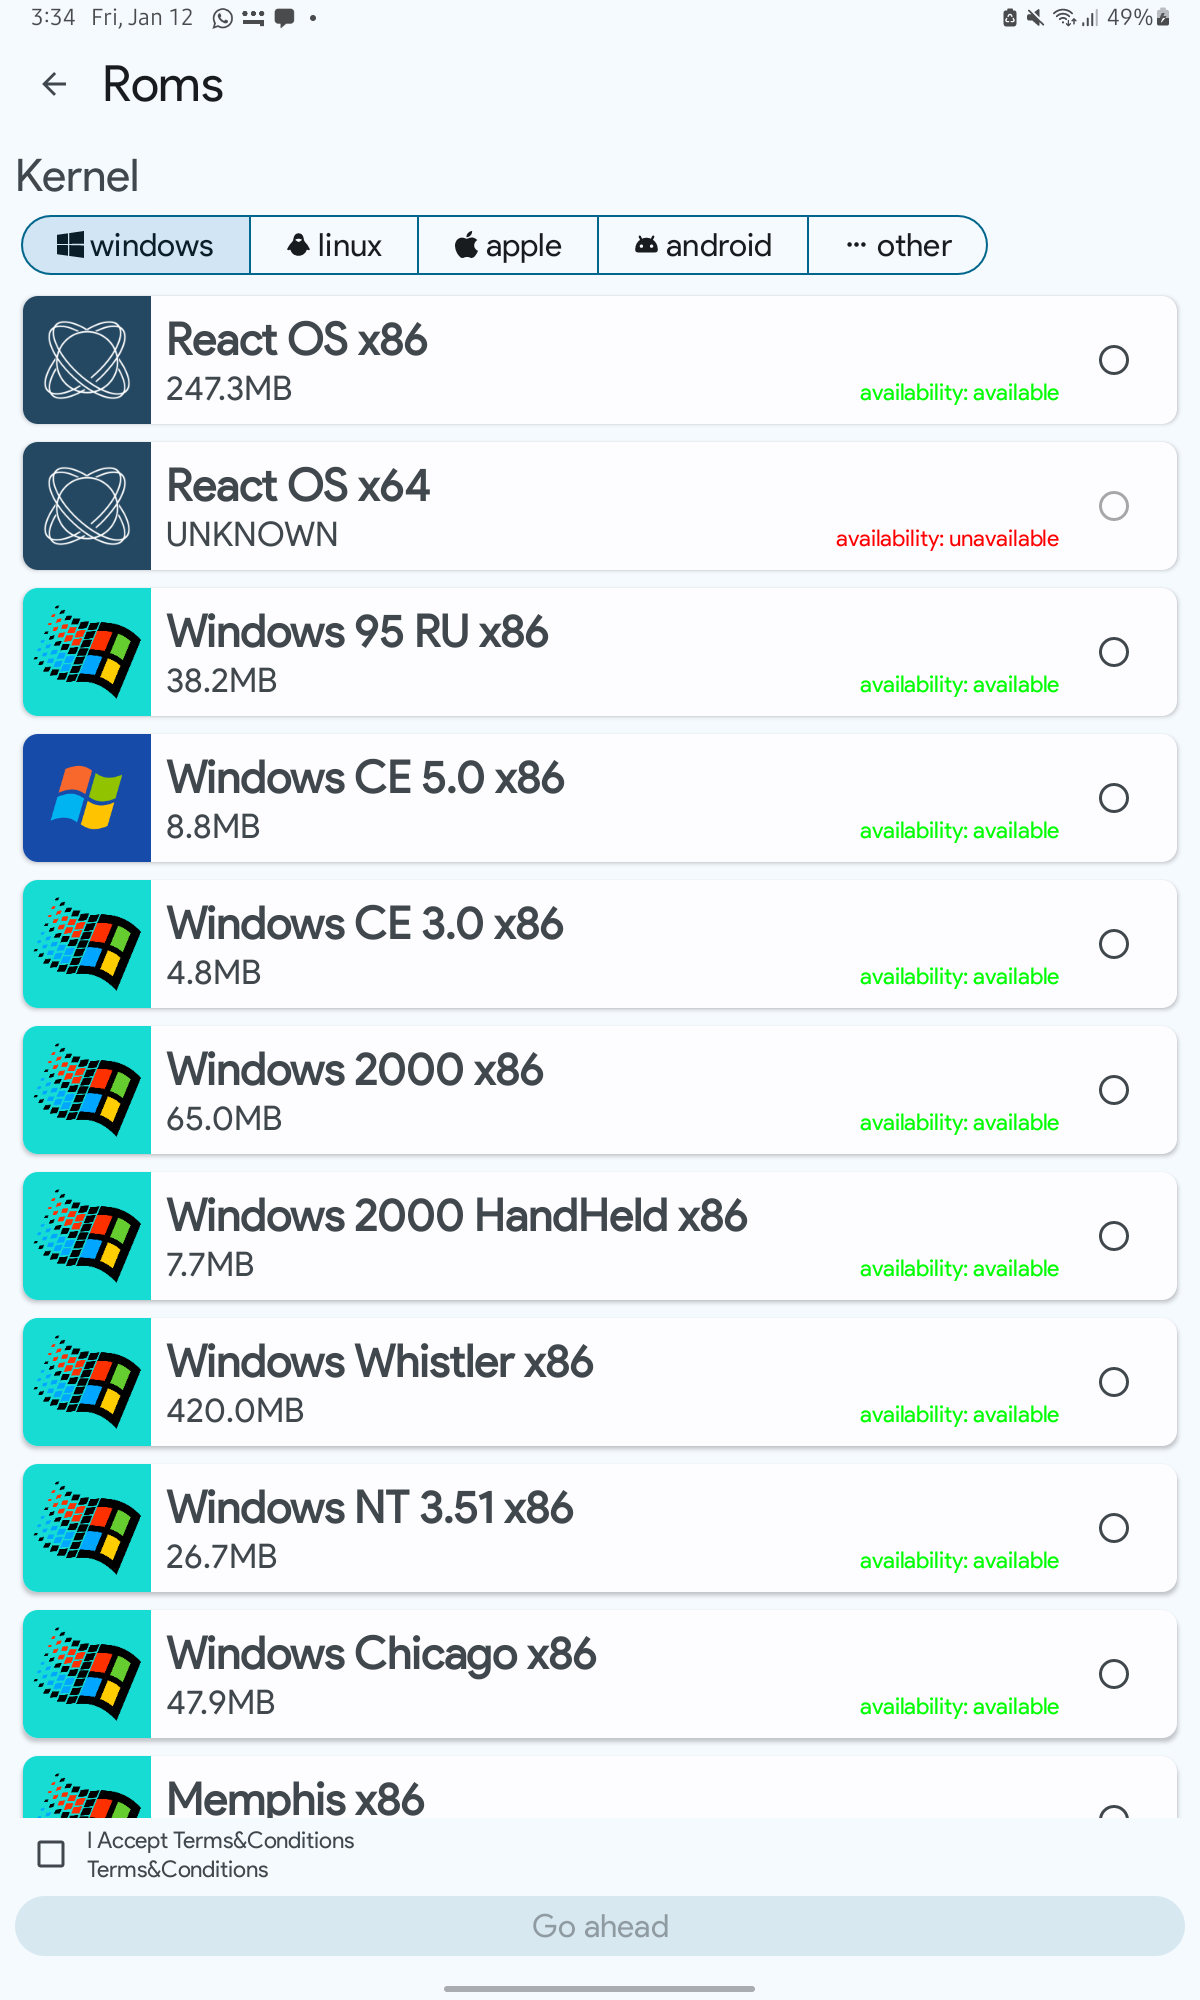 3:34 Fri, Jan 12 49%
Roms
Kernel
windows linux apple android other
React OS x86
247.3MB
availability: available
React OS x64
UNKNOWN
availability: unavailable
Windows 95 RU x86
38.2MB
availability: available
Windows CE 5.0 x86
8.8MB
availability: available
Windows CE 3.0 x86
4.8MB
availability: available
Windows 2000 x86
65.0MB
availability: available
Windows 2000 HandHeld x86
7.7MB
availability: available
Windows Whistler x86
420.0MB
availability: available
Windows NT 3.51 x86
26.7MB
availability: available
Windows Chicago x86
47.9MB
availability: available
Memphis x86
I Accept Terms&Conditions
Terms&Conditions
Go ahead